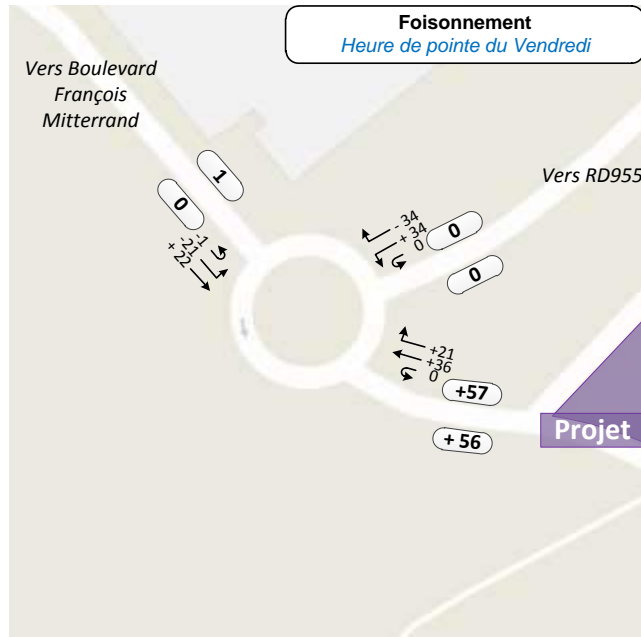 Foisonnement
Heure de pointe du Vendredi
Vers Boulevard
François
Mitterrand
Vers RD955
1
0
-1
-21
+22
- 34
+ 34
0
0
0
+21
+36
0
+57
+ 56
Projet